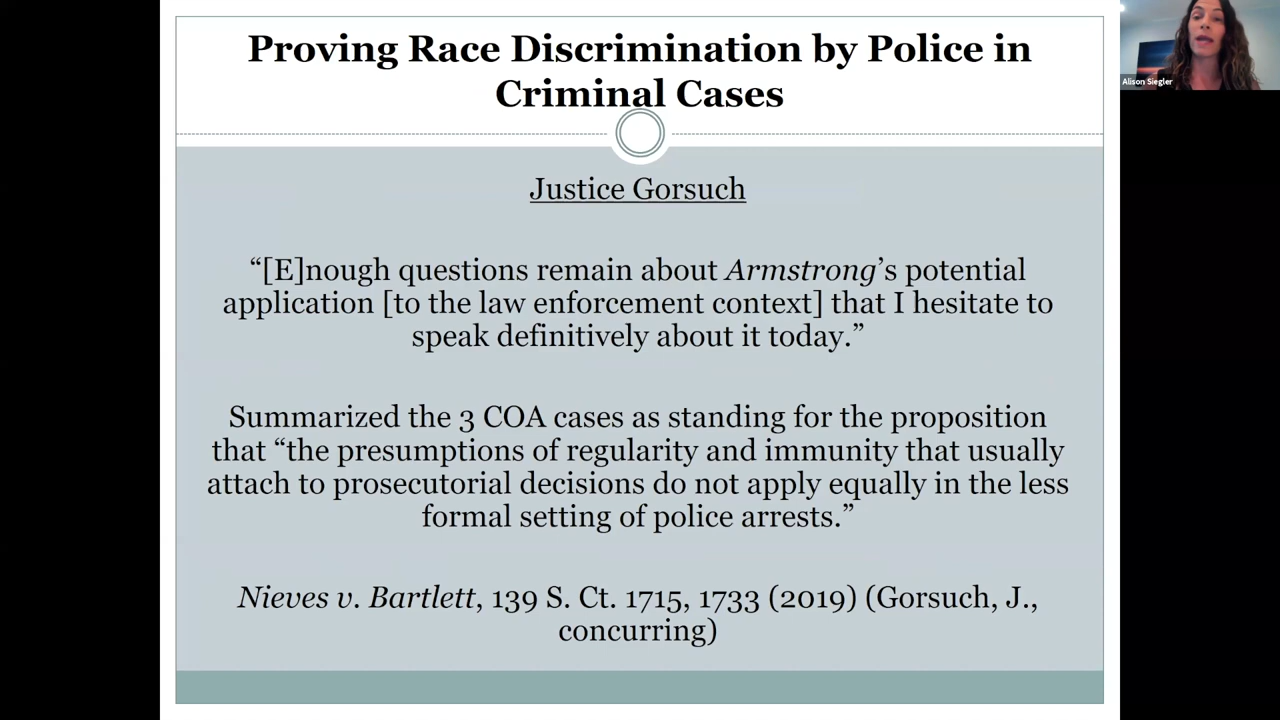 Proving Race Discrimination by Police in
Criminal Cases
Alison Siegler
Justice Gorsuch
“[E]nough questions remain about Armstrong’s potential
application [to the law enforcement context] that I hesitate to
speak definitively about it today.”
Summarized the 3 COA cases as standing for the proposition
that “the presumptions of regularity and immunity that usually
attach to prosecutorial decisions do not apply equally in the less
formal setting of police arrests.”
Nieves v. Bartlett, 139 S. Ct. 1715, 1733 (2019) (Gorsuch, J.,
concurring)